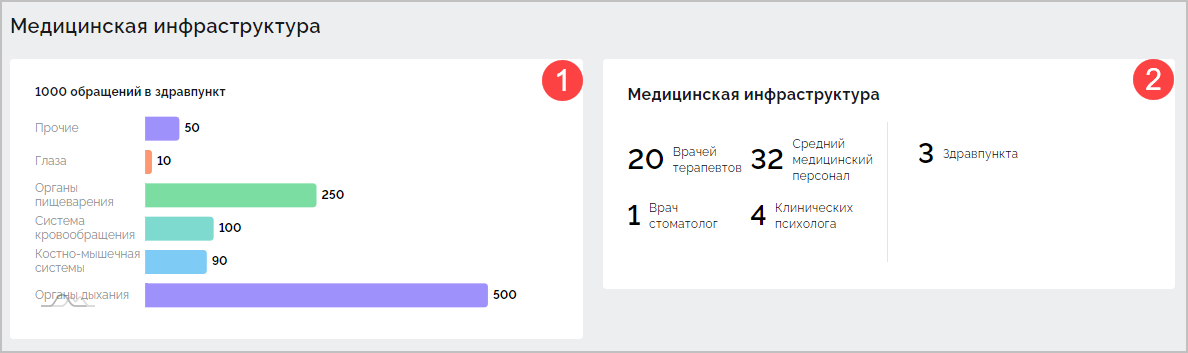 Медицинская инфраструктура
1
1000 обращений в здравпункт
Прочие
50
Глаза
10
Органы
пищеварения
250
Система
кровообращения
100
Костно-мышечная
системы
90
Органы дыхания
500
2
Медицинская инфраструктура
20
Врачей
терапевтов
32
Средний
медицинский
персонал
1
Врач
стоматолог
4
Клинических
психолога
3
Здравпункта